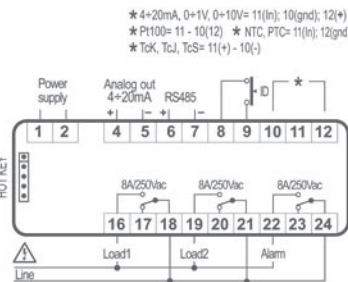 * 4÷20mA, 0÷1V, 0÷10V= 11(In); 10(gnd); 12(+)
* Pt100= 11 - 10(12) * NTC, PTC= 11(In); 12(gnd
* TcK, TcJ, TcS= 11(+) - 10(-)
Power supply
Analog out 4÷20mA
RS485
ID
*
+ - + -
1 2 4 5 6 7 8 9 10 11 12
HOT KEY
8A/250Vac 8A/250Vac 8A/250Vac
16 17 18 19 20 21 22 23 24
Load1 Load2 Alarm
Line